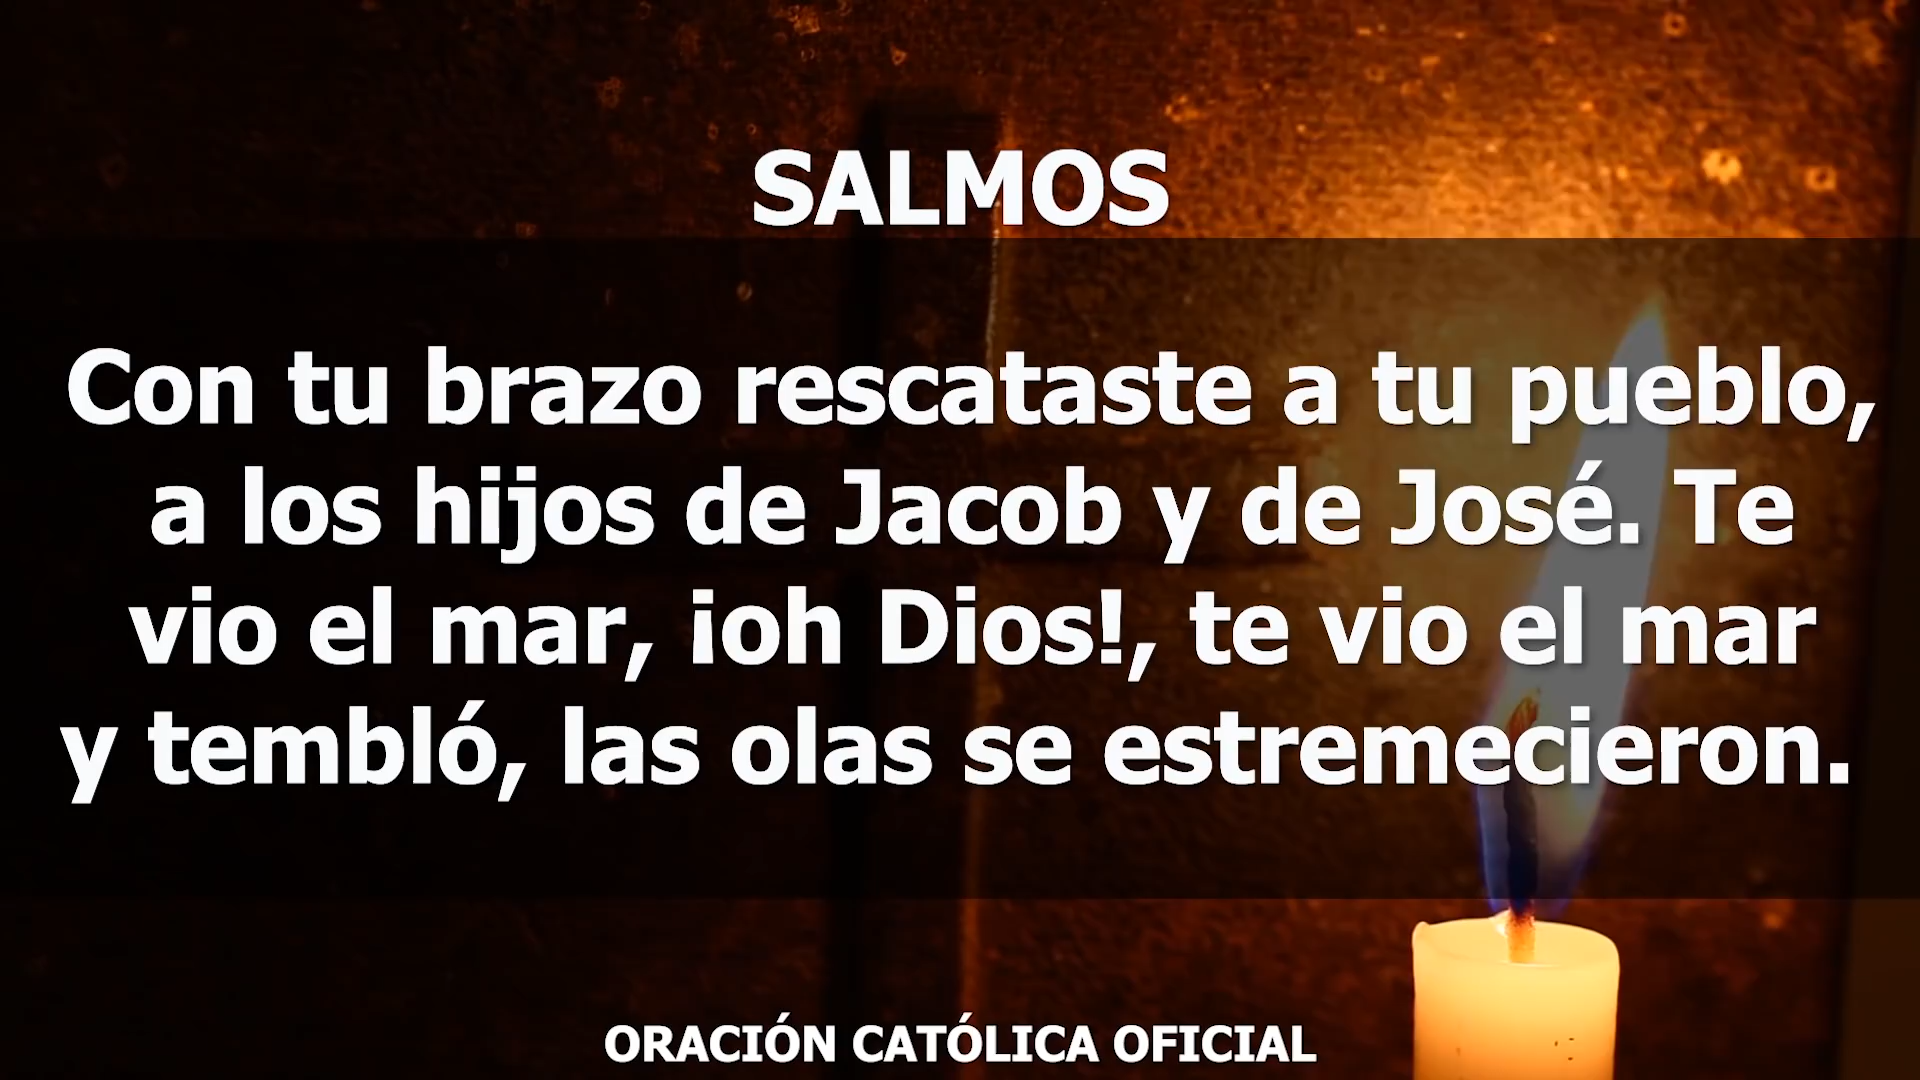 SALMOS
Con tu brazo rescataste a tu pueblo,
a los hijos de Jacob y de José. Te
vio el mar, ¡oh Dios!, te vio el mar
y tembló, las olas se estremecieron.
ORACIÓN CATÓLICA OFICIAL